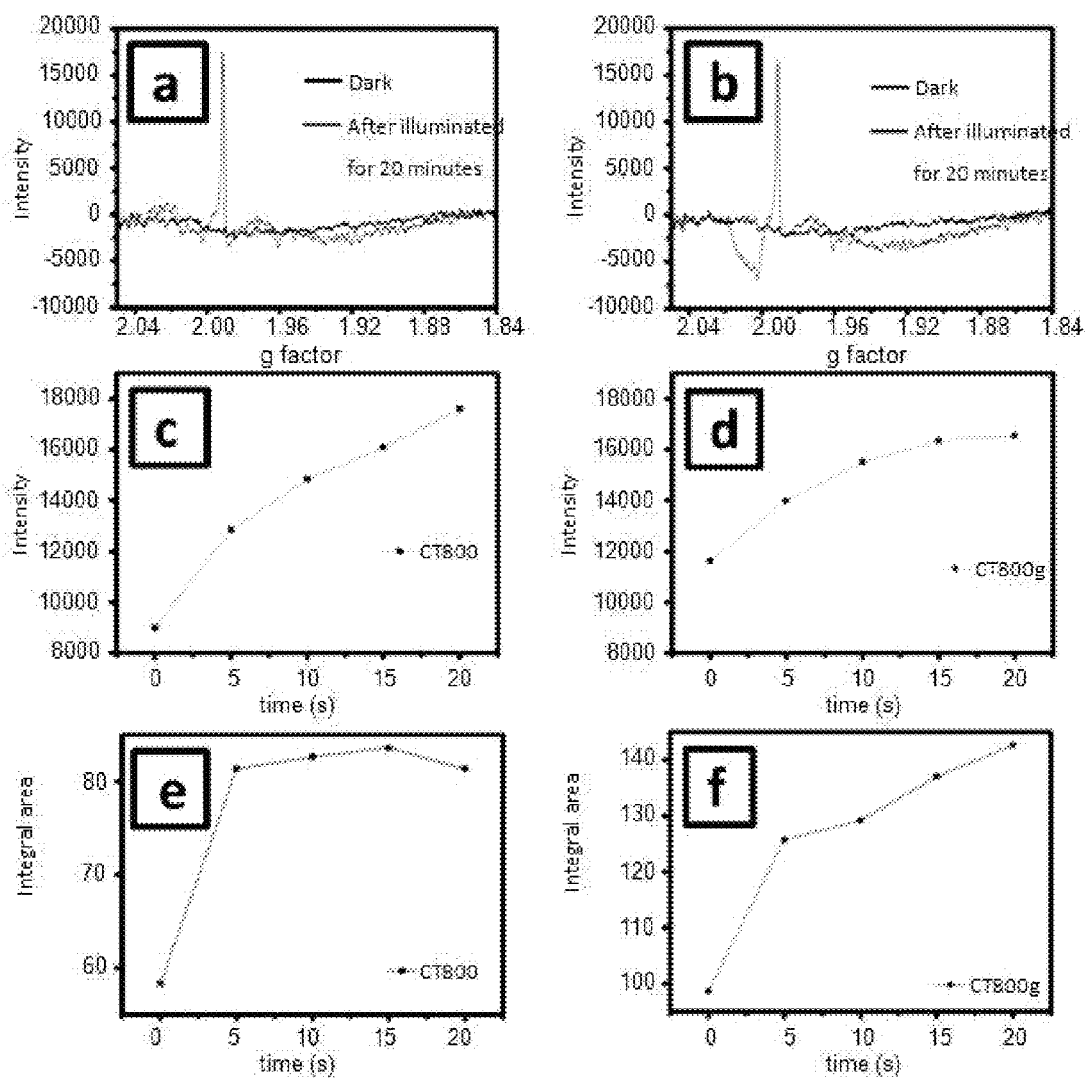 a
Dark
After illuminated
for 20 minutes
Intensity
20000
15000
10000
5000
0
-5000
-10000
2.04 2.00 1.96 1.92 1.88 1.84
g factor
b
Dark
After illuminated
for 20 minutes
Intensity
20000
15000
10000
5000
0
-5000
-10000
2.04 2.00 1.96 1.92 1.88 1.84
g factor
c
CT800
Intensity
18000
16000
14000
12000
10000
8000
0 5 10 15 20
time (s)
d
CT800g
Intensity
18000
16000
14000
12000
10000
8000
0 5 10 15 20
time (s)
e
CT800
Integral area
80
70
60
0 5 10 15 20
time (s)
f
CT800g
Integral area
140
130
120
110
100
0 5 10 15 20
time (s)